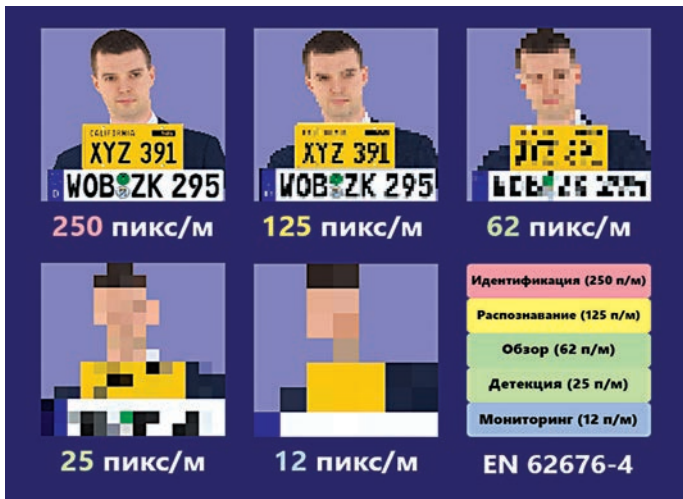 CALIFORNIA
XYZ 391
WOB ZK 295
XYZ 391
WOB ZK 295
250 пикс/м
125 пикс/м
62 пикс/м
Идентификация (250 п/м)
Распознавание (125 п/м)
Обзор (62 п/м)
Детекция (25 п/м)
Мониторинг (12 п/м)
25 пикс/м
12 пикс/м
EN 62676-4